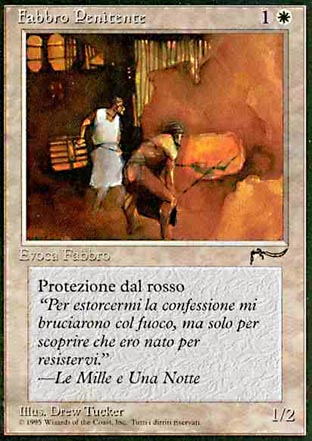 Fabbro Penitente 1
Evoca Fabbro
Protezione dal rosso
“Per estorcermi la confessione mi
bruciarono col fuoco, ma solo per
scoprire che ero nato per
resistervi.”
—Le Mille e Una Notte
Illus. Drew Tucker
© 1995 Wizards of the Coast, Inc. Tutti i diritti riservati
1/2